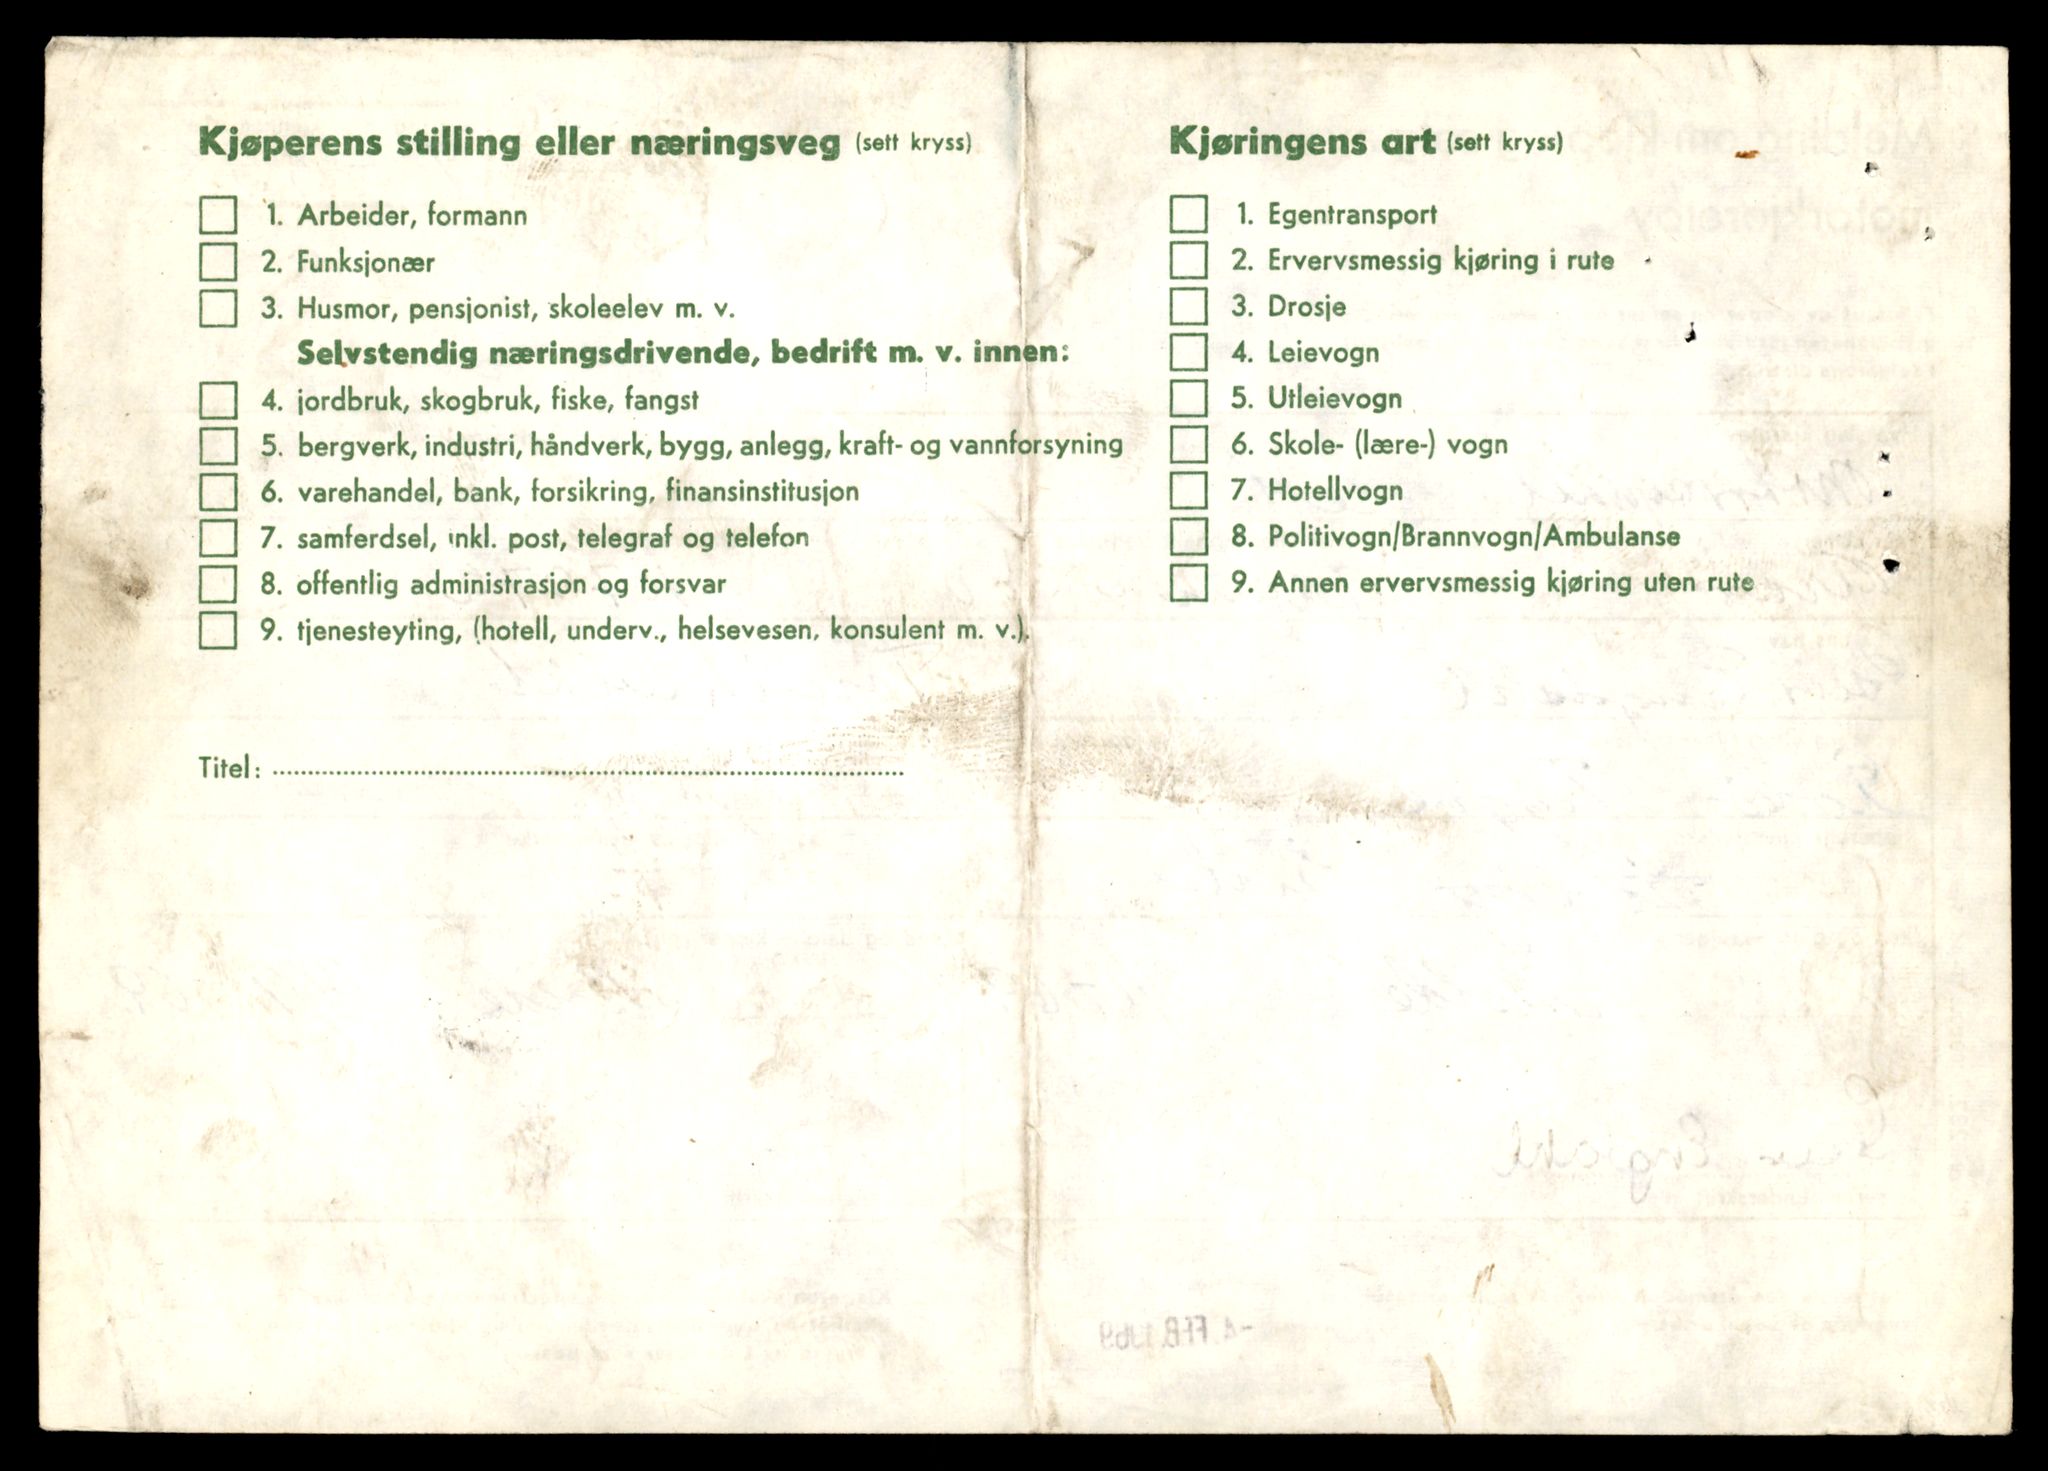 Kjøperens stilling eller næringsveg (sett kryss)
1. Arbeider, formann
2. Funksjonær
3. Husmor, pensjonist, skoleelev m. v.
Selvstendig næringsdrivende, bedrift m. v. innen:
4. jordbruk, skogbruk, fiske, fangst
5. bergverk, industri, håndverk, bygg, anlegg, kraft- og vannforsyning
6. varehandel, bank, forsikring, finansinstitusjon
7. samferdsel, inkl. post, telegraf og telefon
8. offentlig administrasjon og forsvar
9. tjenesteyting, (hotell, underv., helsevesen, konsulent m. v.).
Titel:
Kjøringens art (sett kryss)
1. Egentransport
2. Ervervsmessig kjøring i rute
3. Drosje
4. Leievogn
5. Utleievogn
6. Skole- (lære-) vogn
7. Hotellvogn
8. Politivogn/Brannvogn/Ambulanse
9. Annen ervervsmessig kjøring uten rute
-4. FEB. 1969